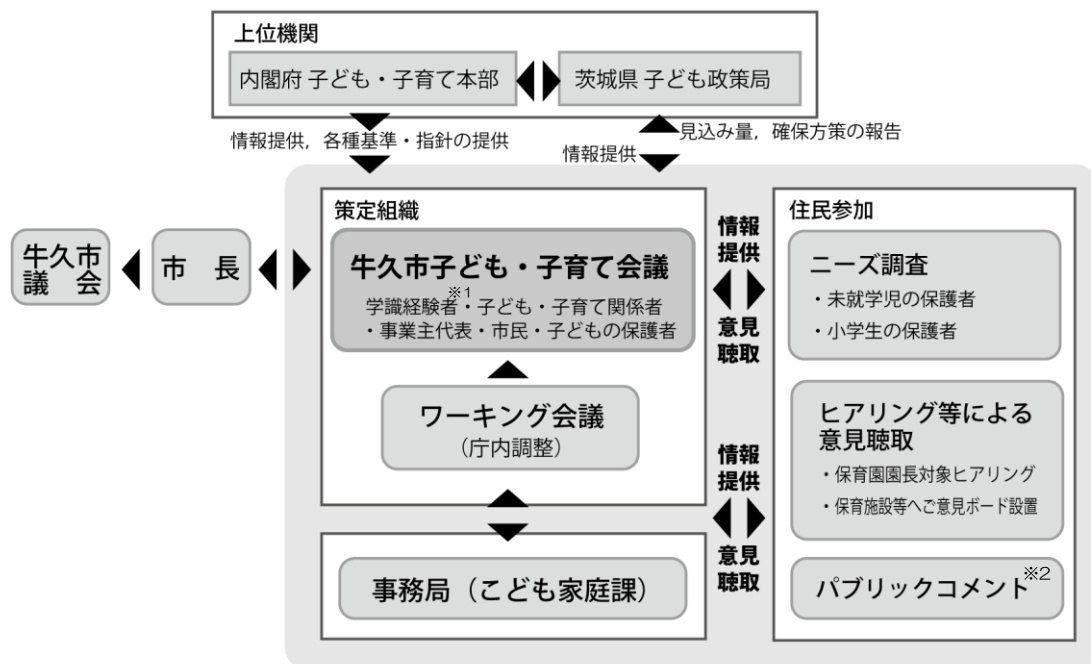 上位機関
内閣府 子ども・子育て本部
茨城県 子ども政策局
情報提供，各種基準・指針の提供
見込み量，確保方策の報告
情報提供
牛久市
議　会
市　長
策定組織
牛久市子ども・子育て会議
学識経験者※1・子ども・子育て関係者
・事業主代表・市民・子どもの保護者
ワーキング会議
（庁内調整）
事務局（こども家庭課）
情報
提供
意見
聴取
情報
提供
意見
聴取
住民参加
ニーズ調査
・未就学児の保護者
・小学生の保護者
ヒアリング等による
意見聴取
・保育園園長対象ヒアリング
・保育施設等へご意見ボード設置
パブリックコメント※2